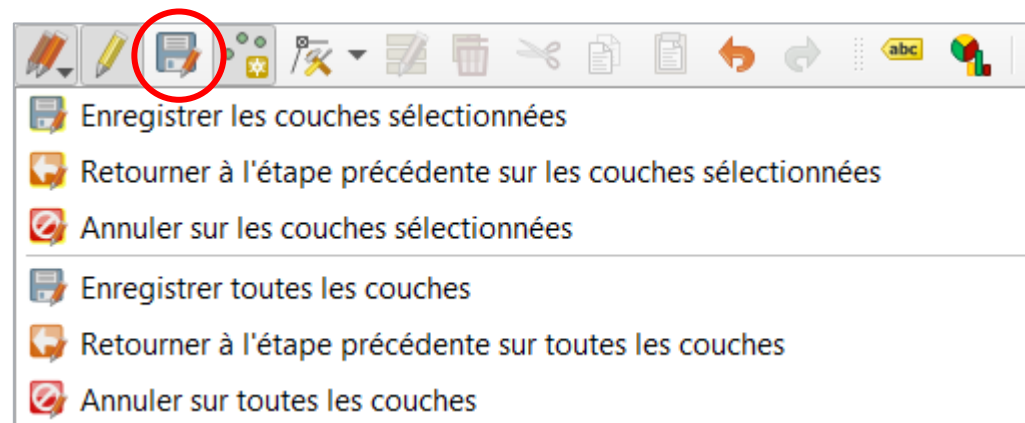 abc
Enregistrer les couches sélectionnées
Retourner à l'étape précédente sur les couches sélectionnées
Annuler sur les couches sélectionnées
Enregistrer toutes les couches
Retourner à l'étape précédente sur toutes les couches
Annuler sur toutes les couches